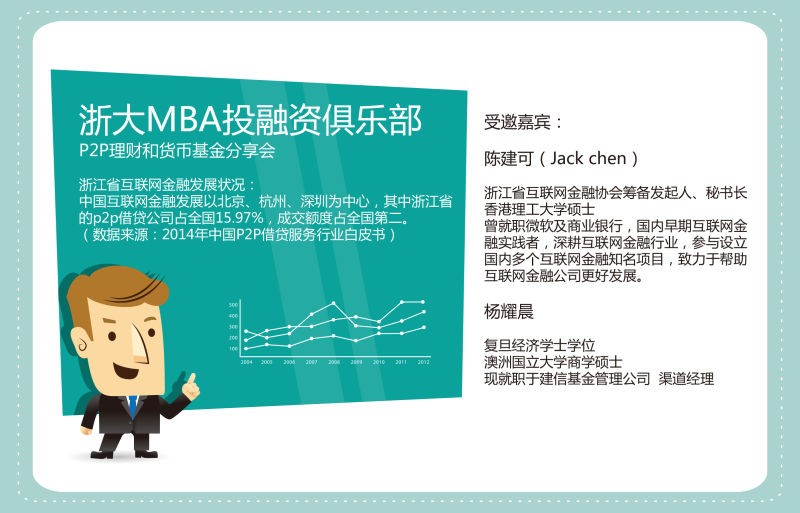 浙大MBA投融资俱乐部
P2P理财和货币基金分享会
浙江省互联网金融发展状况：
中国互联网金融发展以北京、杭州、深圳为中心，其中浙江省
的p2p借贷公司占全国15.97%，成交额度占全国第二。
（数据来源：2014年中国P2P借贷服务行业白皮书）
500
400
300
200
100
2004 2005 2006 2007 2008 2009 2010 2011 2012
受邀嘉宾：
陈建可（Jack chen）
浙江省互联网金融协会筹备发起人、秘书长
香港理工大学硕士
曾就职微软及商业银行，国内早期互联网金
融实践者，深耕互联网金融行业，参与设立
国内多个互联网金融知名项目，致力于帮助
互联网金融公司更好发展。
杨耀晨
复旦经济学士学位
澳洲国立大学商学硕士
现就职于建信基金管理公司 渠道经理